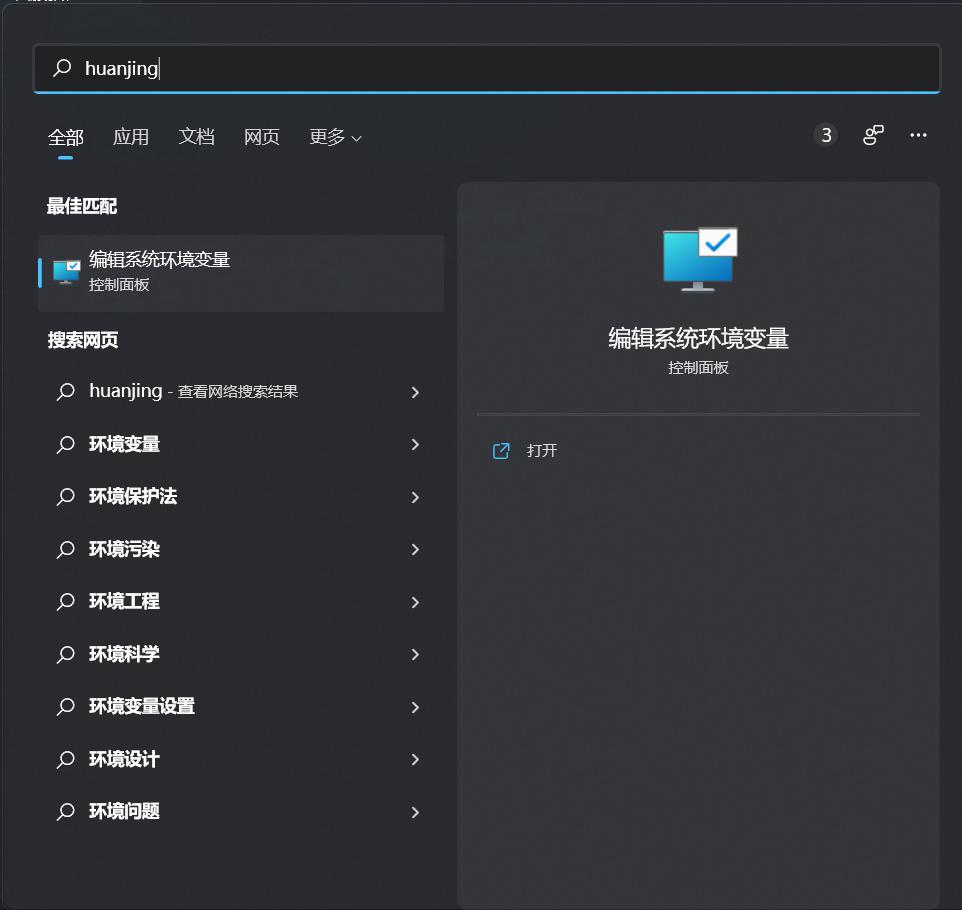 huanjing
全部 应用 文档 网页 更多 3
最佳匹配
编辑系统环境变量
控制面板
搜索网页
huanjing - 查看网络搜索结果
环境变量
环境保护法
环境污染
环境工程
环境科学
环境变量设置
环境设计
环境问题
编辑系统环境变量
控制面板
打开